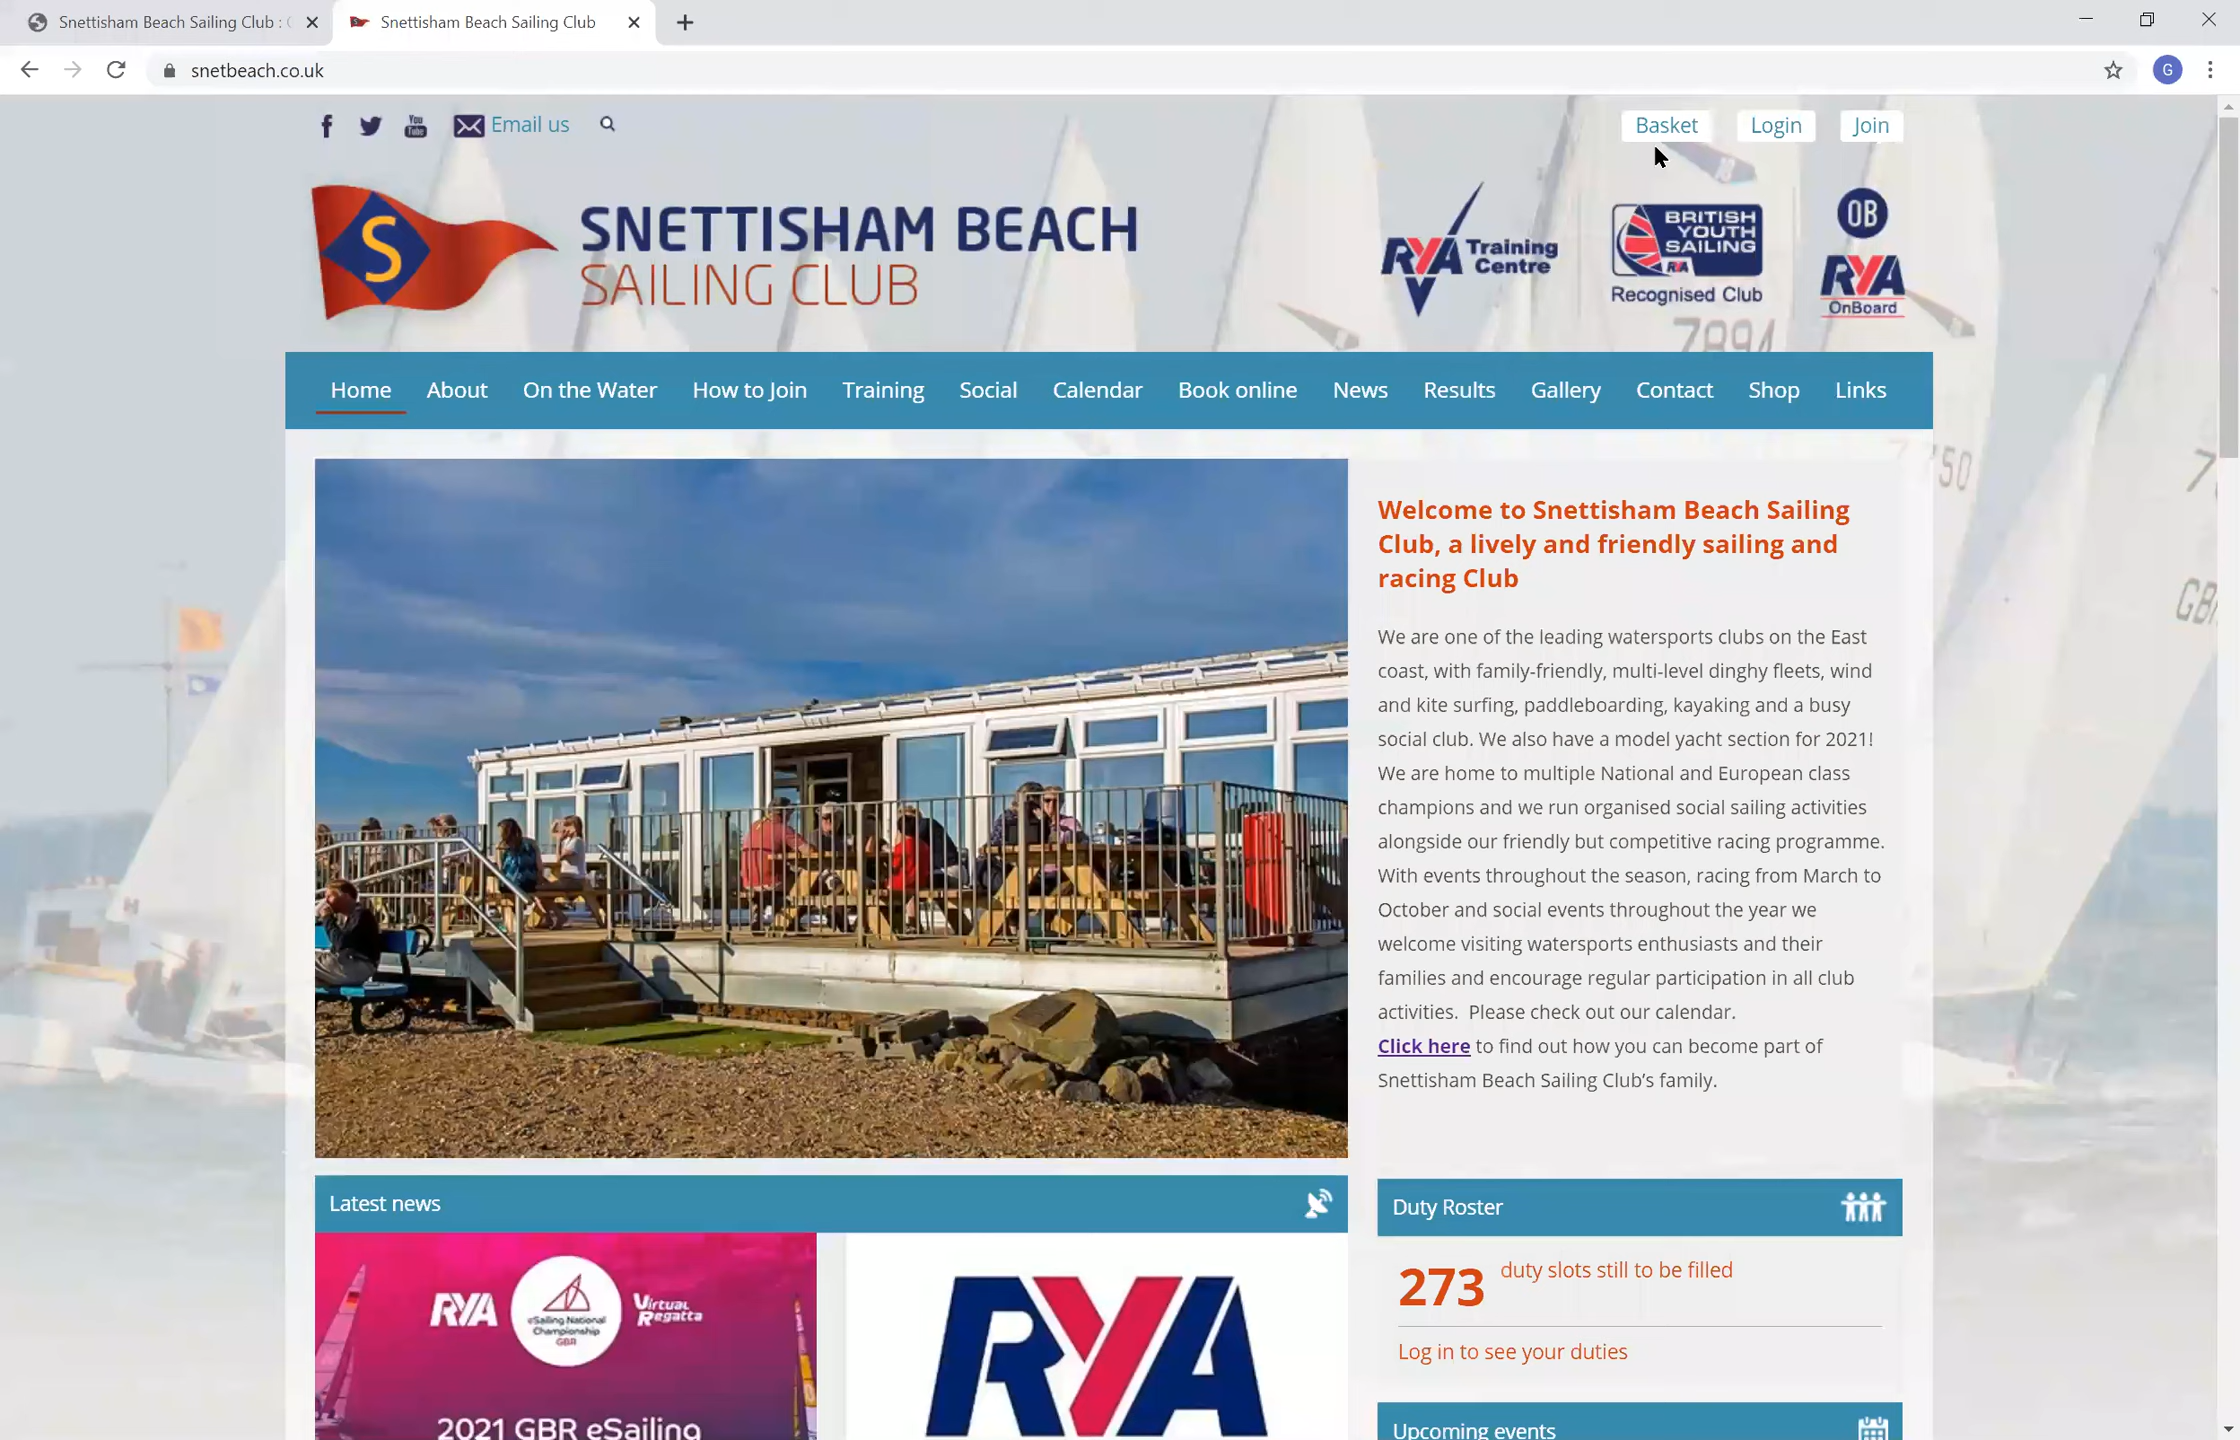 Snettisham Beach Sailing Club :
Snettisham Beach Sailing Club
snetbeach.co.uk
G
f You Tube Email us
Basket Login Join
S
SNETTISHAM BEACH
SAILING CLUB
RYA Training Centre
BRITISH YOUTH SAILING
RYA
Recognised Club
OB
RYA
OnBoard
7894
Home About On the Water How to Join Training Social Calendar Book online News Results Gallery Contact Shop Links
Welcome to Snettisham Beach Sailing
Club, a lively and friendly sailing and
racing Club
We are one of the leading watersports clubs on the East
coast, with family-friendly, multi-level dinghy fleets, wind
and kite surfing, paddleboarding, kayaking and a busy
social club. We also have a model yacht section for 2021!
We are home to multiple National and European class
champions and we run organised social sailing activities
alongside our friendly but competitive racing programme.
With events throughout the season, racing from March to
October and social events throughout the year we
welcome visiting watersports enthusiasts and their
families and encourage regular participation in all club
activities. Please check out our calendar.
Click here to find out how you can become part of
Snettisham Beach Sailing Club's family.
Latest news
RYA
eSailing National
Championship
GBR
Virtual
Regatta
2021 GBR eSailing
RYA
Duty Roster
273 duty slots still to be filled
Log in to see your duties
Upcoming events